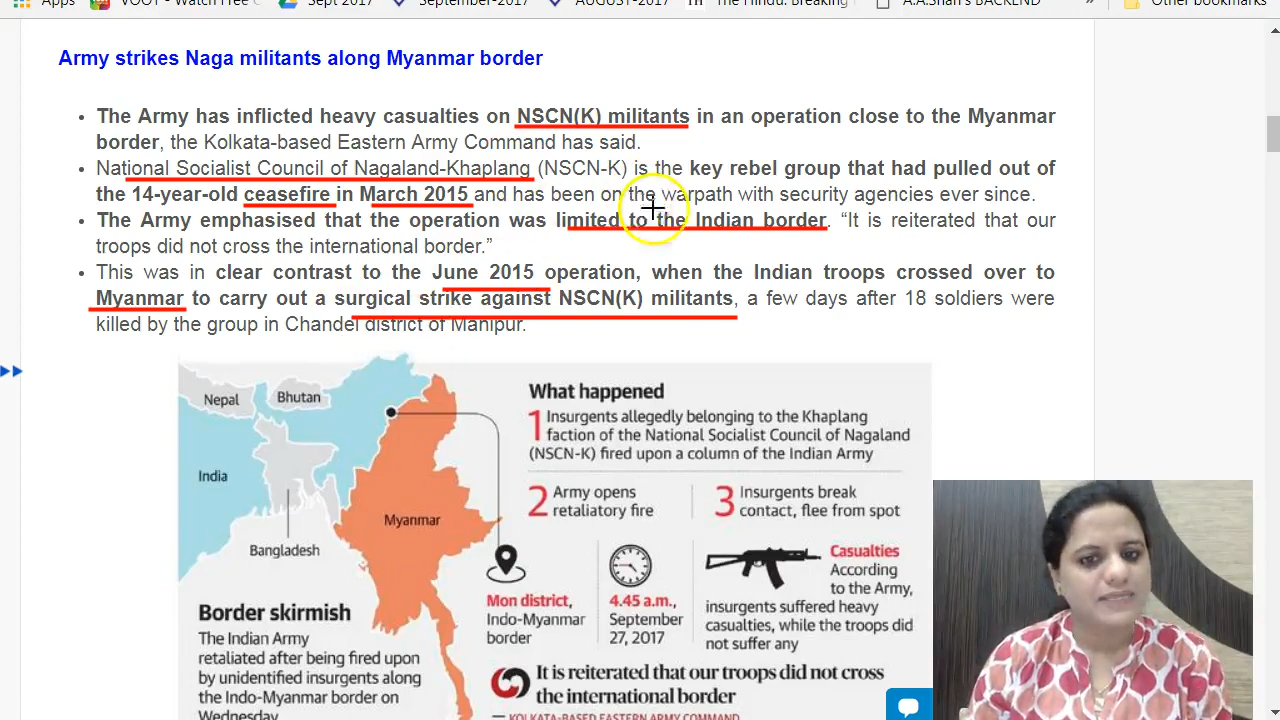 Apps VOOT - Watch Free Sept 2017 September-2017 AUGUST-2017 TH The Hindu: Breaking A.A.Shah's BACKEND » Other bookmarks
Army strikes Naga militants along Myanmar border
• The Army has inflicted heavy casualties on NSCN(K) militants in an operation close to the Myanmar
border, the Kolkata-based Eastern Army Command has said.
• National Socialist Council of Nagaland-Khaplang (NSCN-K) is the key rebel group that had pulled out of
the 14-year-old ceasefire in March 2015 and has been on the warpath with security agencies ever since.
• The Army emphasised that the operation was limited to the Indian border. “It is reiterated that our
troops did not cross the international border.”
• This was in clear contrast to the June 2015 operation, when the Indian troops crossed over to
Myanmar to carry out a surgical strike against NSCN(K) militants, a few days after 18 soldiers were
killed by the group in Chandel district of Manipur.
Nepal
Bhutan
India
Myanmar
Bangladesh
What happened
1 Insurgents allegedly belonging to the Khaplang
faction of the National Socialist Council of Nagaland
(NSCN-K) fired upon a column of the Indian Army
2 Army opens
retaliatory fire
3 Insurgents break
contact, flee from spot
Mon district,
Indo-Myanmar
border
4.45 a.m.,
September
27, 2017
Casualties
According
to the Army,
insurgents suffered heavy
casualties, while the troops did
not suffer any
Border skirmish
The Indian Army
retaliated after being fired upon
by unidentified insurgents along
the Indo-Myanmar border on
Wednesday
It is reiterated that our troops did not cross
the international border
— KOLKATA-BASED EASTERN ARMY COMMAND